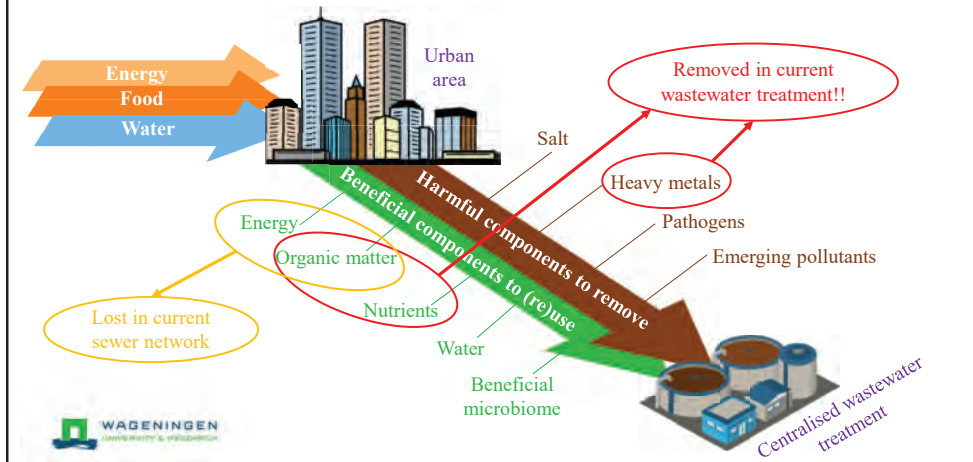 Energy
Food
Water
Urban
area
Removed in current
wastewater treatment!!
Salt
Heavy metals
Pathogens
Emerging pollutants
Harmful components to remove
Beneficial components to (re)use
Energy
Organic matter
Nutrients
Water
Beneficial
microbiome
Lost in current
sewer network
Centralised wastewater
treatment
WAGENINGEN
UNIVERSITY & RESEARCH